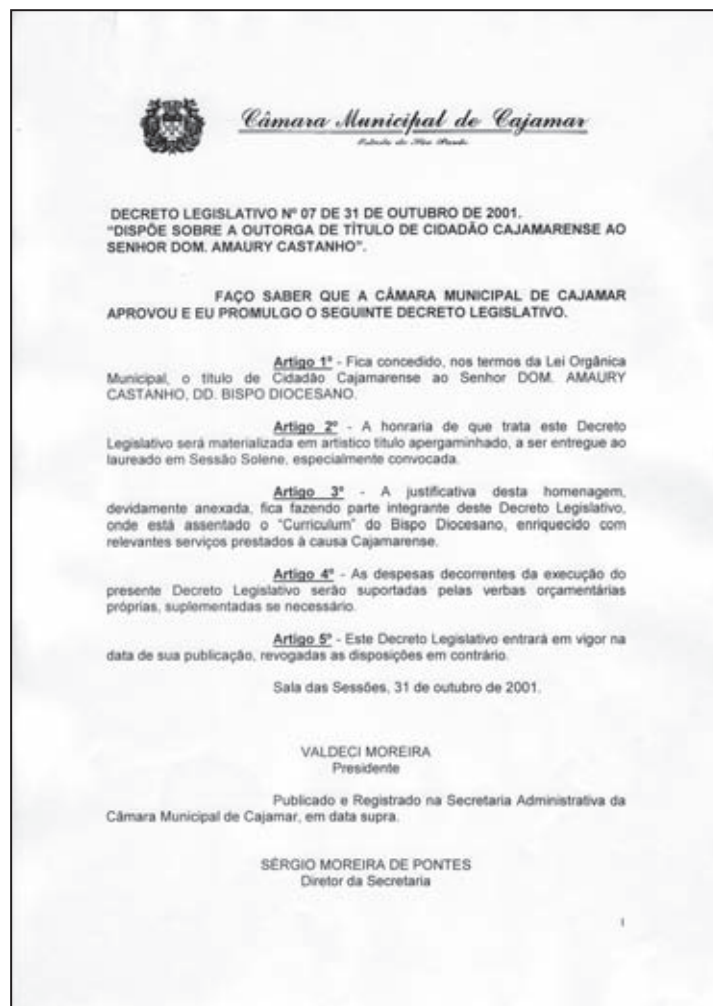 Câmara Municipal de Cajamar
Estado de São Paulo
DECRETO LEGISLATIVO Nº 07 DE 31 DE OUTUBRO DE 2001.
"DISPÕE SOBRE A OUTORGA DE TÍTULO DE CIDADÃO CAJAMARENSE AO
SENHOR DOM. AMAURY CASTANHO".
FAÇO SABER QUE A CÂMARA MUNICIPAL DE CAJAMAR
APROVOU E EU PROMULGO O SEGUINTE DECRETO LEGISLATIVO.
Artigo 1º - Fica concedido, nos termos da Lei Orgânica
Municipal, o título de Cidadão Cajamarense ao Senhor DOM. AMAURY
CASTANHO, DD. BISPO DIOCESANO.
Artigo 2º - A honraria de que trata este Decreto
Legislativo será materializada em artístico título apergaminhado, a ser entregue ao
laureado em Sessão Solene, especialmente convocada.
Artigo 3º - A justificativa desta homenagem,
devidamente anexada, fica fazendo parte integrante deste Decreto Legislativo,
onde está assentado o "Curriculum" do Bispo Diocesano, enriquecido com
relevantes serviços prestados à causa Cajamarense.
Artigo 4º - As despesas decorrentes da execução do
presente Decreto Legislativo serão suportadas pelas verbas orçamentárias
próprias, suplementadas se necessário.
Artigo 5º - Este Decreto Legislativo entrará em vigor na
data de sua publicação, revogadas as disposições em contrário.
Sala das Sessões, 31 de outubro de 2001.
VALDECI MOREIRA
Presidente
Publicado e Registrado na Secretaria Administrativa da
Câmara Municipal de Cajamar, em data supra.
SÉRGIO MOREIRA DE PONTES
Diretor da Secretaria
1